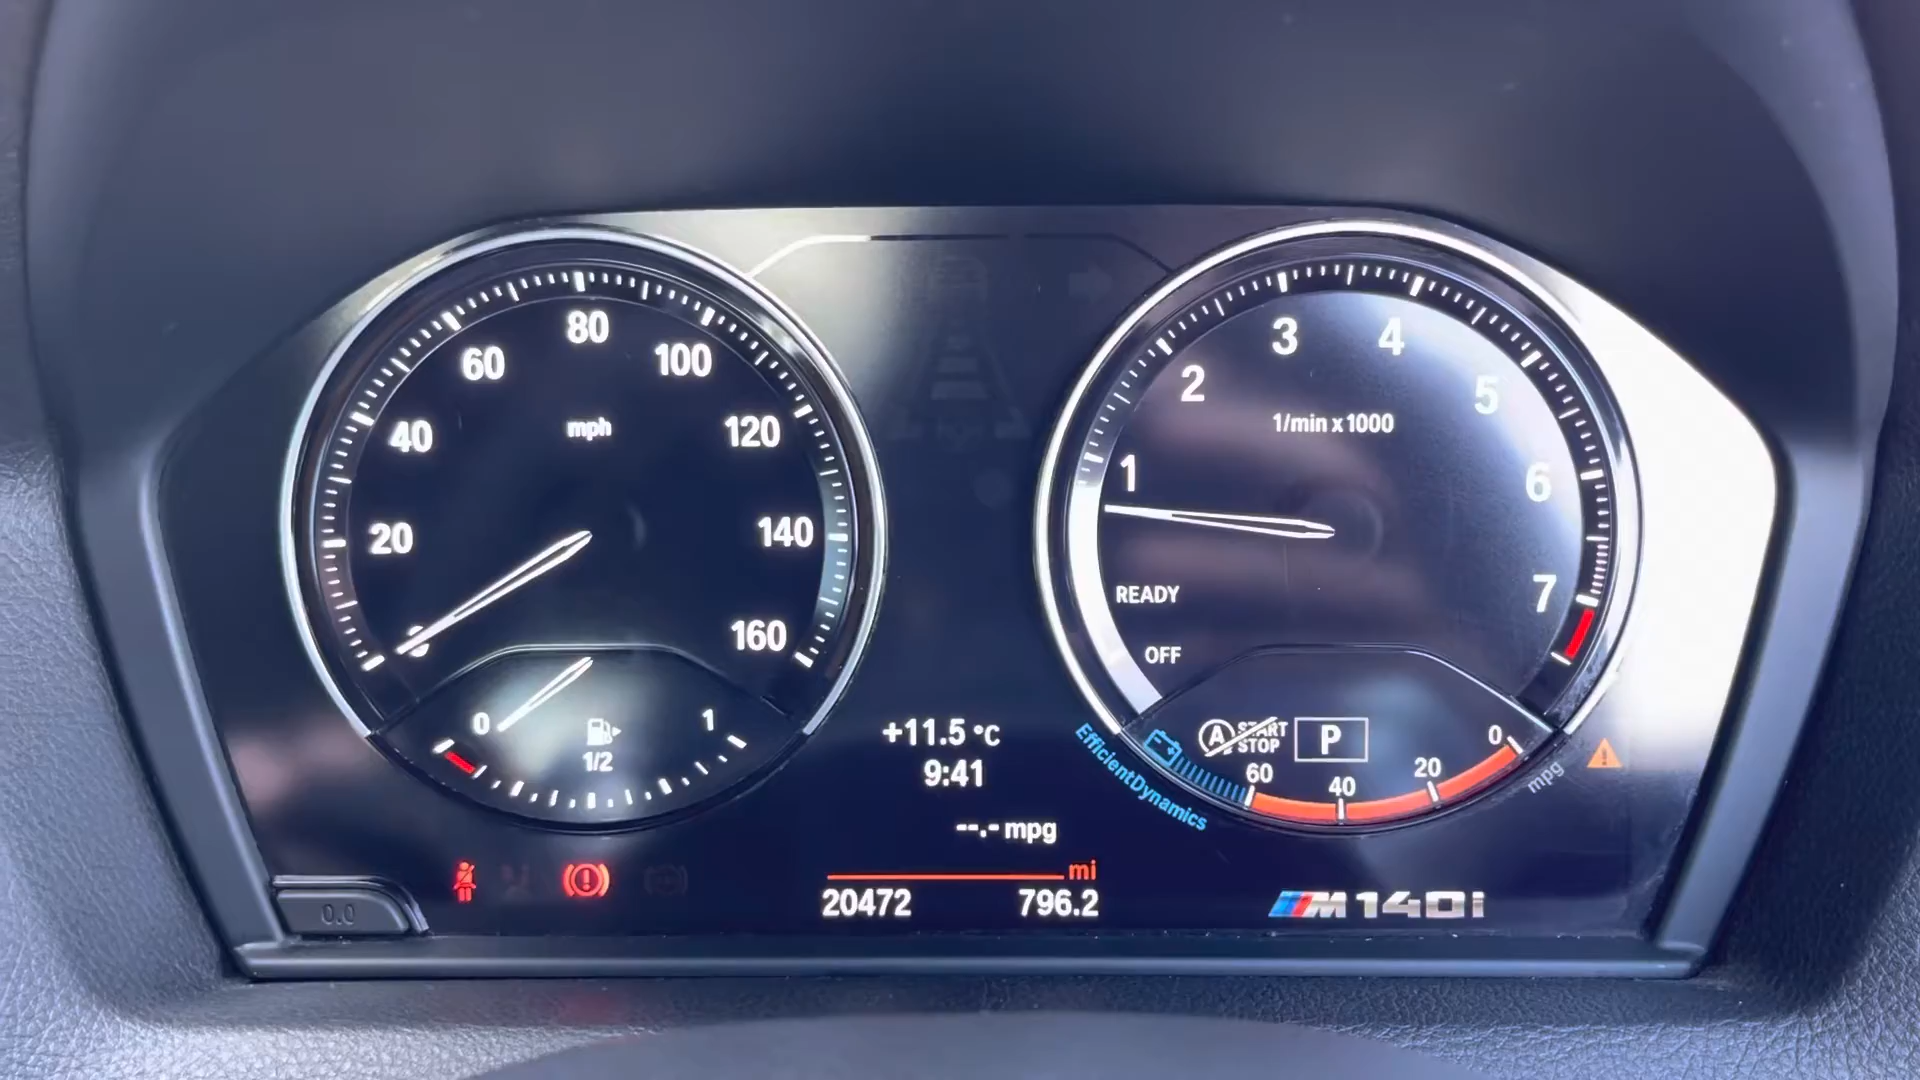 80
60
100
40
mph
120
20
140
0
160
0
1
1/2
3
4
2
5
1/min x 1000
1
6
READY
7
OFF
+11.5 °C
9:41
--.- mpg
mi
20472 796.2
A START
STOP
P
60
40
20
0
mpg
EfficientDynamics
M140i
0.0